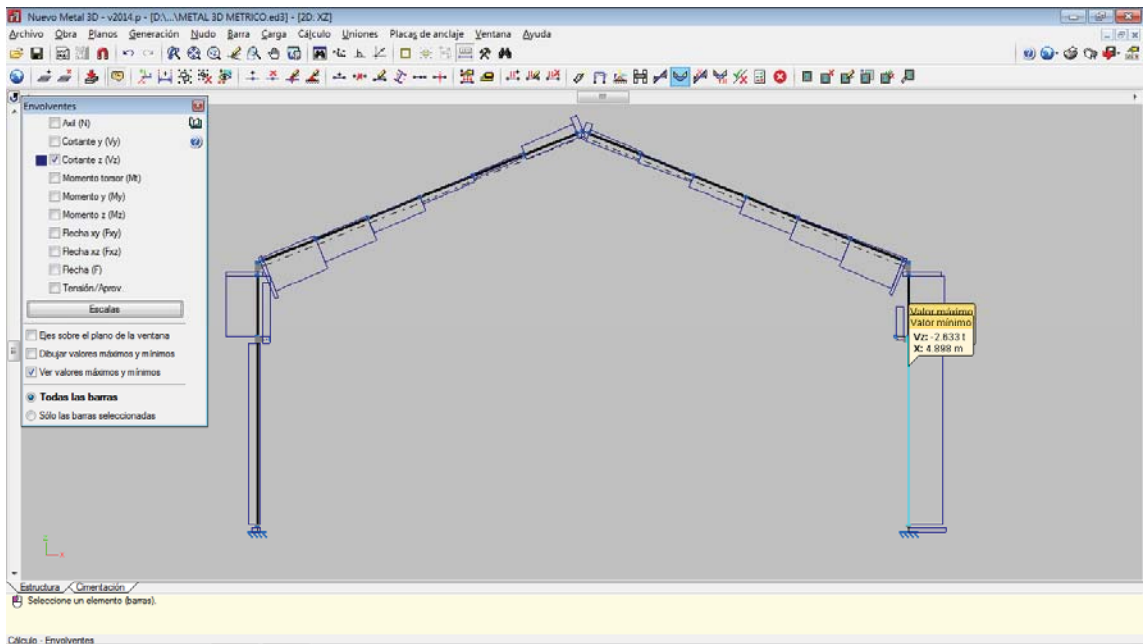 Nuevo Metal 3D - v2014.p - [D:\...\METAL 3D METRICO.ed3] - [2D: XZ]
Archivo Obra Planos Generación Nudo Barra Carga Cálculo Uniones Placas de anclaje Ventana Ayuda
Envolventes
Axil (N)
Cortante y (Vy)
Cortante z (Vz)
Momento torsor (Mt)
Momento y (My)
Momento z (Mz)
Flecha xy (Fxy)
Flecha xz (Fxz)
Flecha (F)
Tensión/Aprov.
Escalas
Ejes sobre el plano de la ventana
Dibujar valores máximos y mínimos
Ver valores máximos y mínimos
Todas las barras
Sólo las barras seleccionadas
Valor máximo
Valor mínimo
Vz: -2.633 t
X: 4.898 m
Estructura Cimentación
Seleccione un elemento (barras).
Cálculo - Envolventes